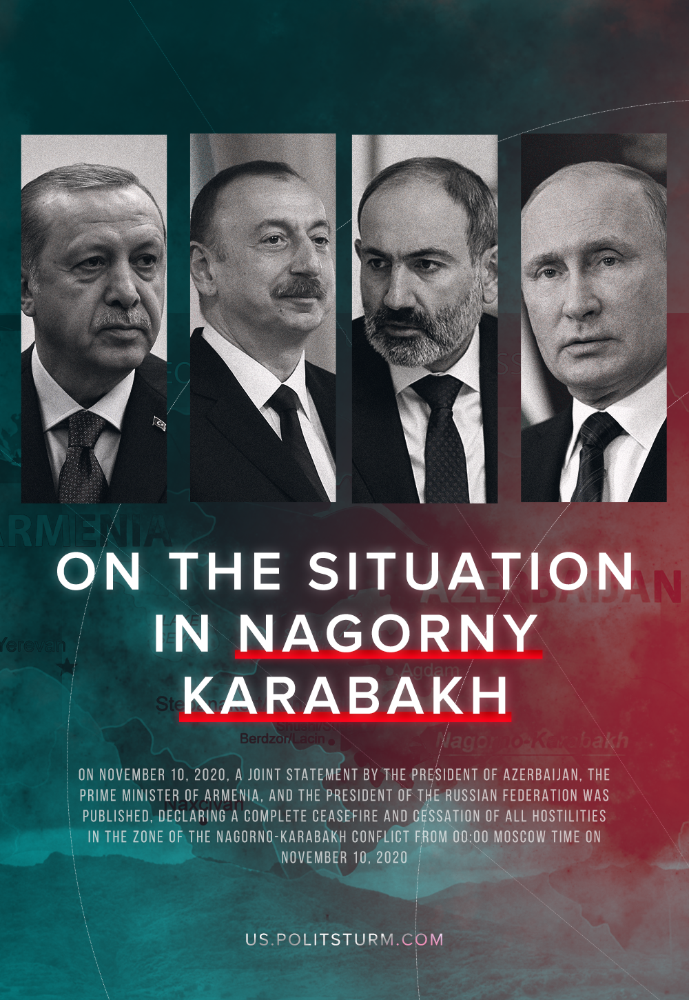 ARMENIA
ON THE SITUATION
AZERBAIJAN
IN NAGORNY
Yerevan
Agdam
KARABAKH
Berdzor/Lacin
Nagorno-Karabakh
ON NOVEMBER 10, 2020, A JOINT STATEMENT BY THE PRESIDENT OF AZERBAIJAN, THE
PRIME MINISTER OF ARMENIA, AND THE PRESIDENT OF THE RUSSIAN FEDERATION WAS
Naxcivan
PUBLISHED, DECLARING A COMPLETE CEASEFIRE AND CESSATION OF ALL HOSTILITIES
IN THE ZONE OF THE NAGORNO-KARABAKH CONFLICT FROM 00:00 MOSCOW TIME ON
NOVEMBER 10, 2020
US.POLITSTURM.COM